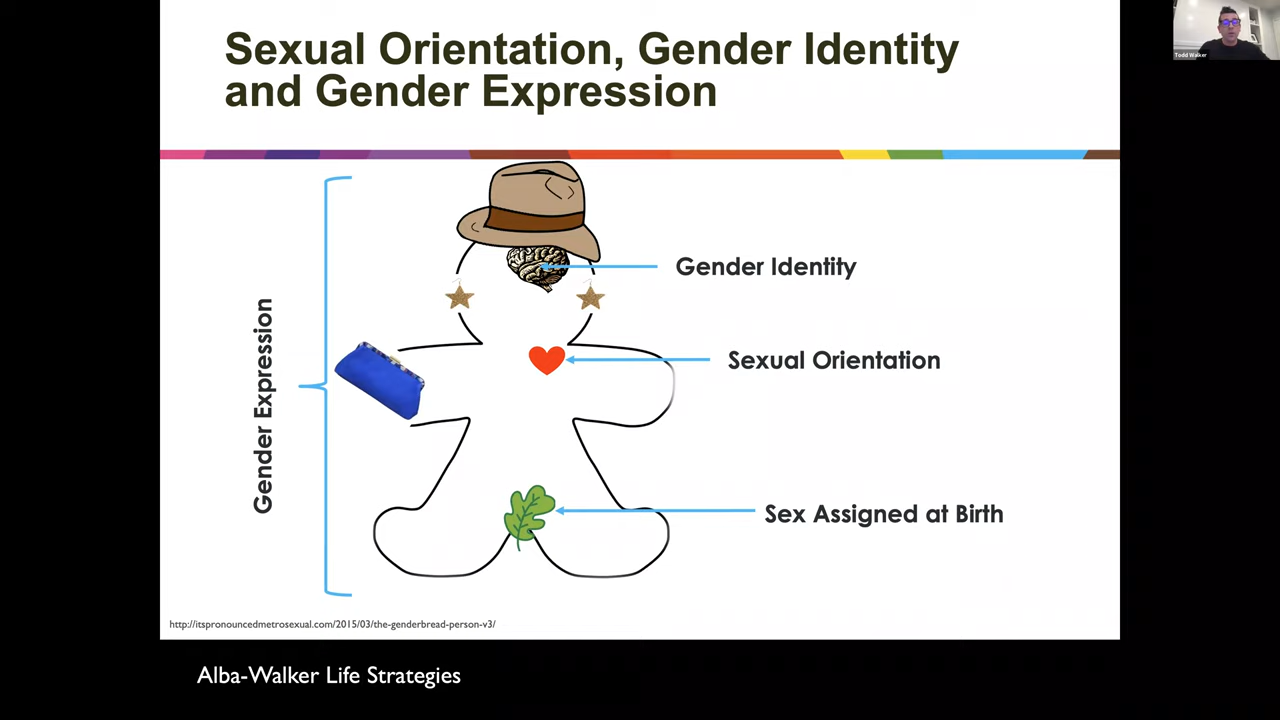 Sexual Orientation, Gender Identity
and Gender Expression
Todd Walker
Gender Identity
Gender Expression
Sexual Orientation
Sex Assigned at Birth
http://itspronouncedmetrosexual.com/2015/03/the-genderbread-person-v3/
Alba-Walker Life Strategies